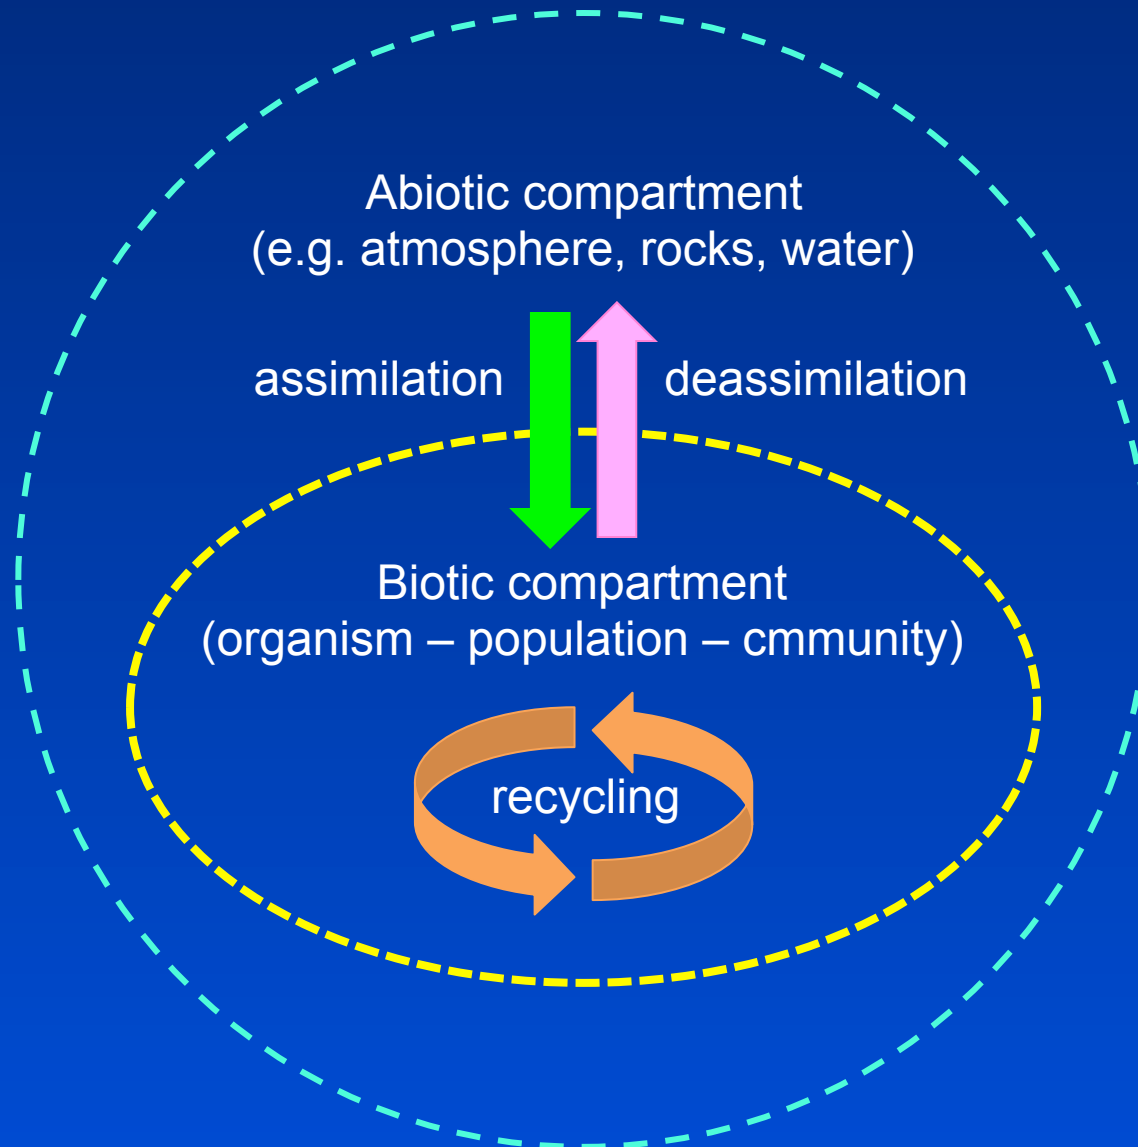 Abiotic compartment
(e.g. atmosphere, rocks, water)
assimilation
deassimilation
Biotic compartment
(organism – population – cmmunity)
recycling